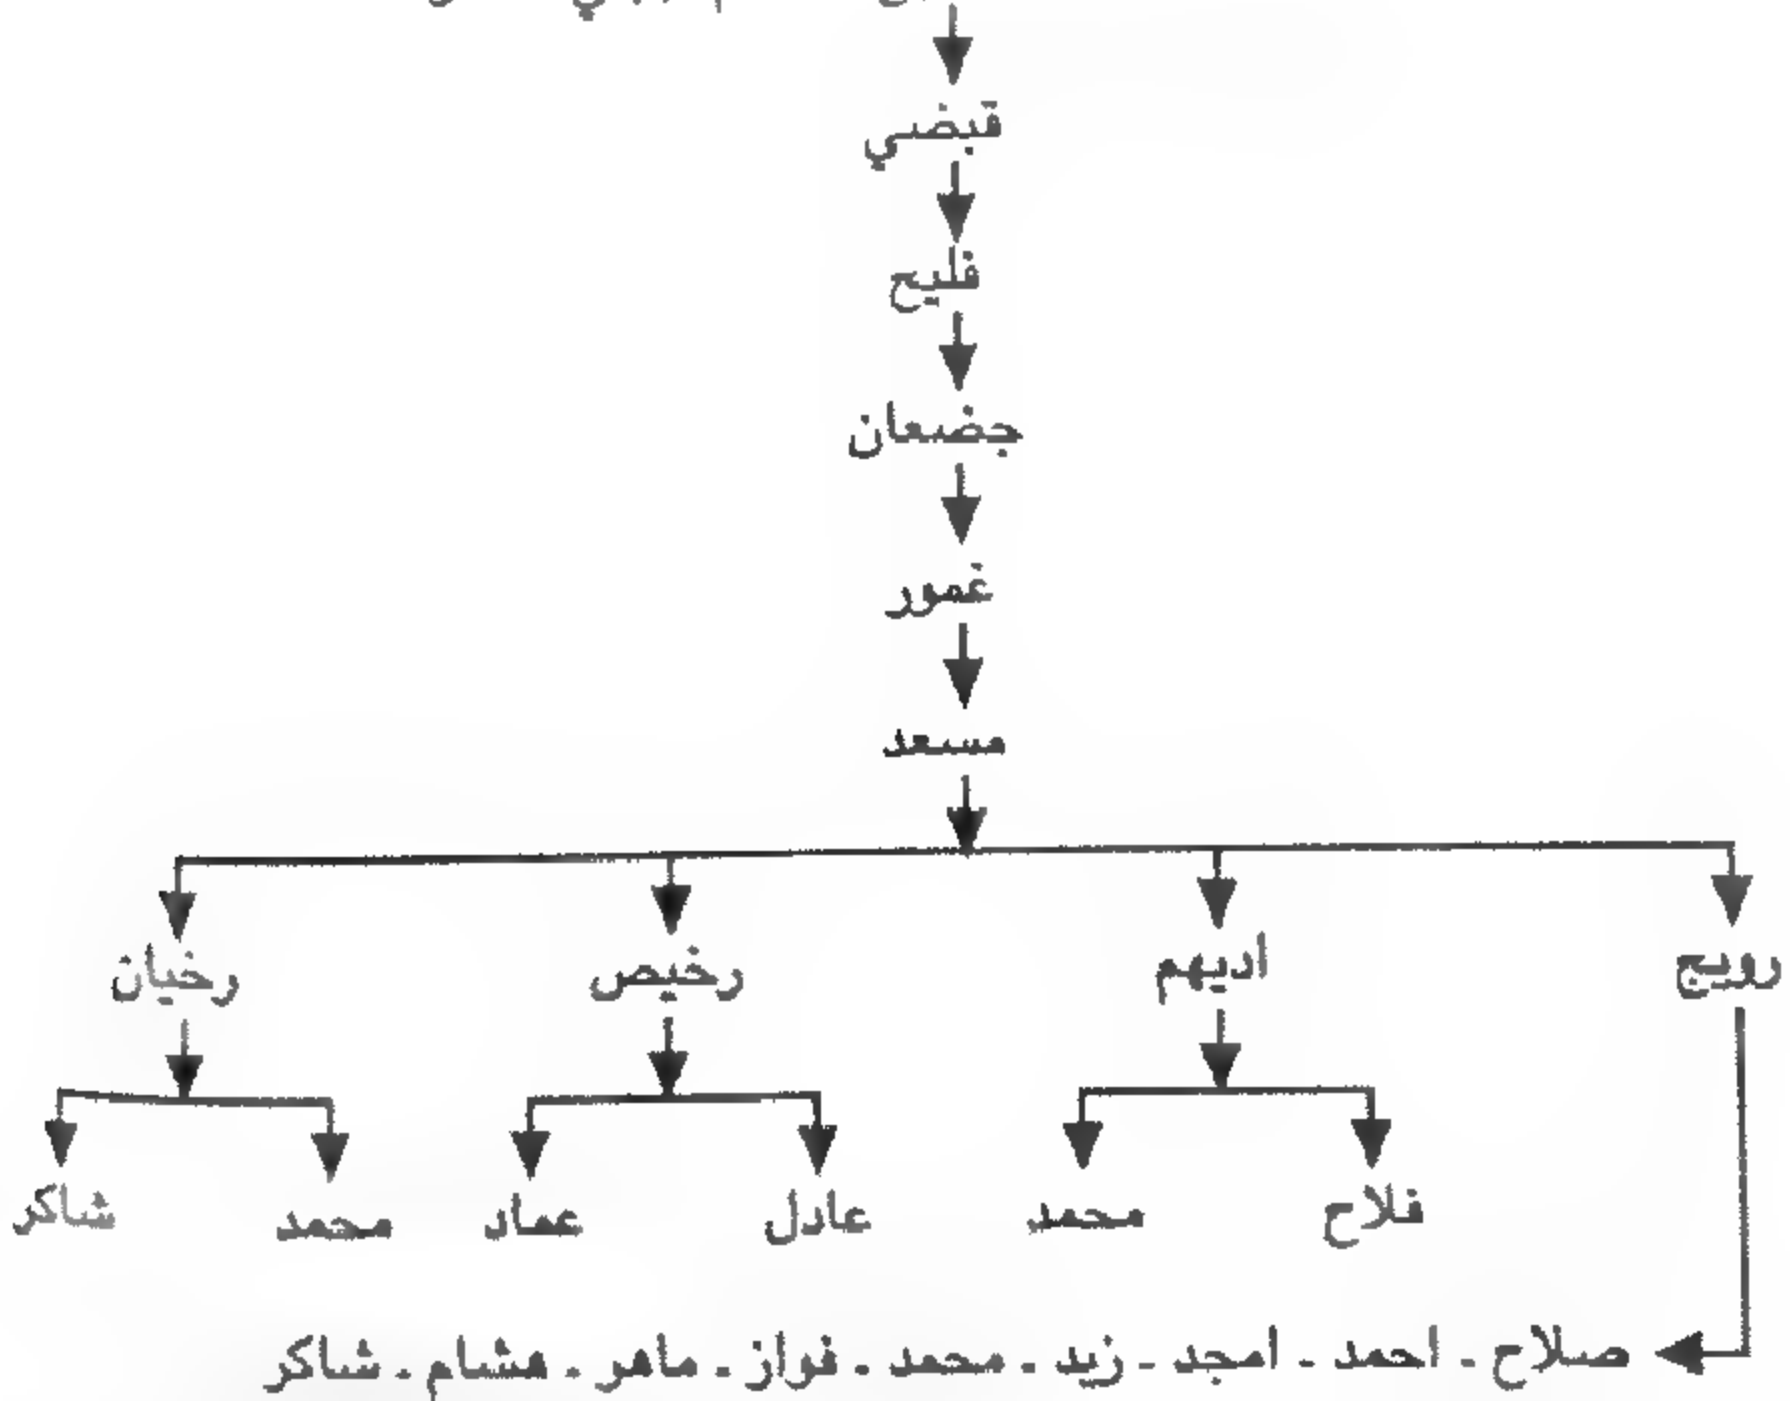 قبضي
فليح
جضعان
غمور
مسعد
رويج اديهم رخيص رخيان
فلاح محمد عادل عماد محمد شاكر
صلاح . احمد . امجد . زيد . محمد . فواز . ماهر . هشام . شاكر